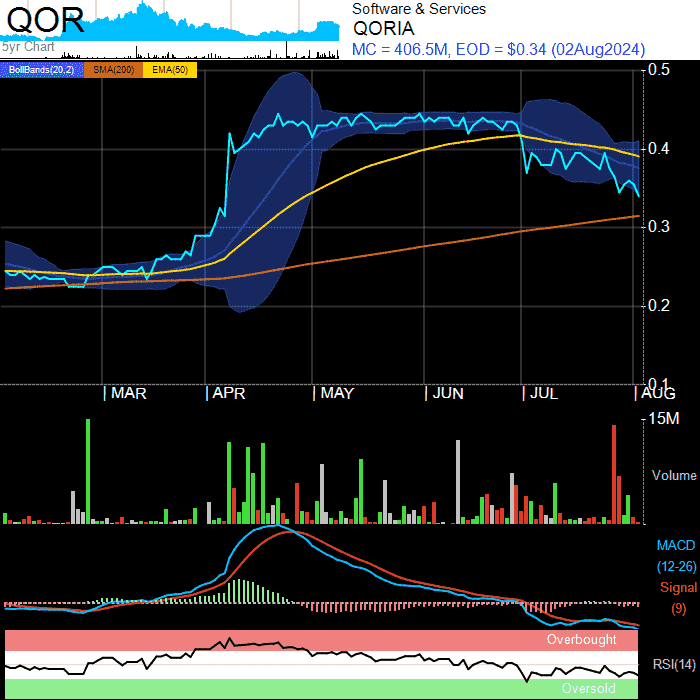 QOR
5yr Chart
Software & Services
QORIA
MC = 406.5M, EOD = $0.34 (02Aug2024)
BollBands(20,2) SMA(200) EMA(50)
0.5
0.4
0.3
0.2
0.1
MAR APR MAY JUN JUL AUG
15M
Volume
MACD
(12-26)
Signal
(9)
Overbought
RSI(14)
Oversold